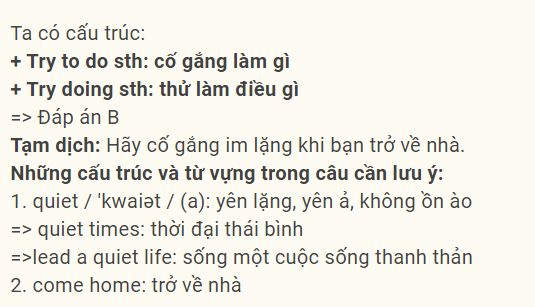 Ta có cấu trúc:
+ Try to do sth: cố gắng làm gì
+ Try doing sth: thử làm điều gì
=> Đáp án B
Tạm dịch: Hãy cố gắng im lặng khi bạn trở về nhà.
Những cấu trúc và từ vựng trong câu cần lưu ý:
1. quiet / 'kwaiət / (a): yên lặng, yên ả, không ồn ào
=> quiet times: thời đại thái bình
=>lead a quiet life: sống một cuộc sống thanh thản
2. come home: trở về nhà